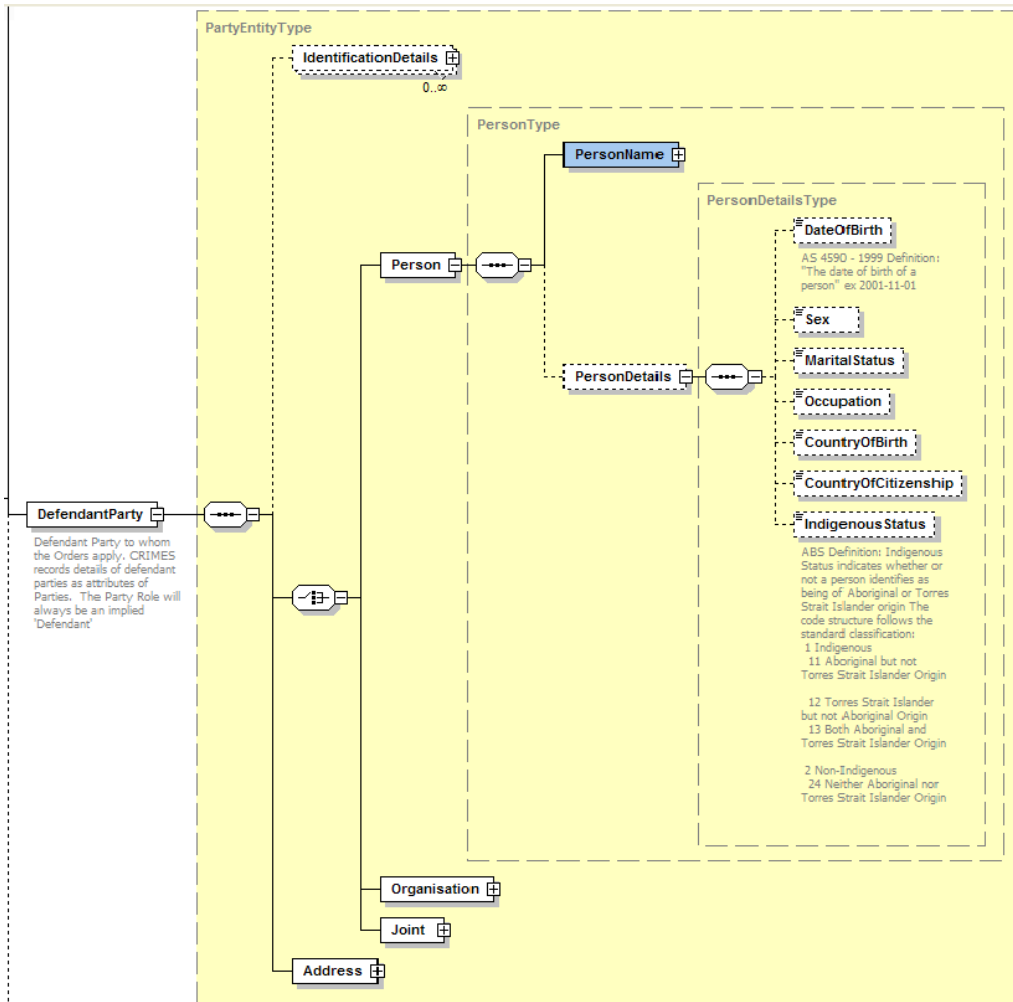 PartyEntityType
IdentificationDetails
0..∞
PersonType
PersonName
PersonDetailsType
DateOfBirth
AS 4590 - 1999 Definition:
"The date of birth of a
person" ex 2001-11-01
Person
Sex
MaritalStatus
PersonDetails
Occupation
CountryOfBirth
CountryOfCitizenship
DefendantParty
IndigenousStatus
Defendant Party to whom
the Orders apply. CRIMES
records details of defendant
parties as attributes of
Parties.  The Party Role will
always be an implied
'Defendant'
ABS Definition: Indigenous
Status indicates whether or
not a person identifies as
being of Aboriginal or Torres
Strait Islander origin The
code structure follows the
standard classification:
1 Indigenous
11 Aboriginal but not
Torres Strait Islander Origin
12 Torres Strait Islander
but not Aboriginal Origin
13 Both Aboriginal and
Torres Strait Islander Origin
2 Non-Indigenous
24 Neither Aboriginal nor
Torres Strait Islander Origin
Organisation
Joint
Address